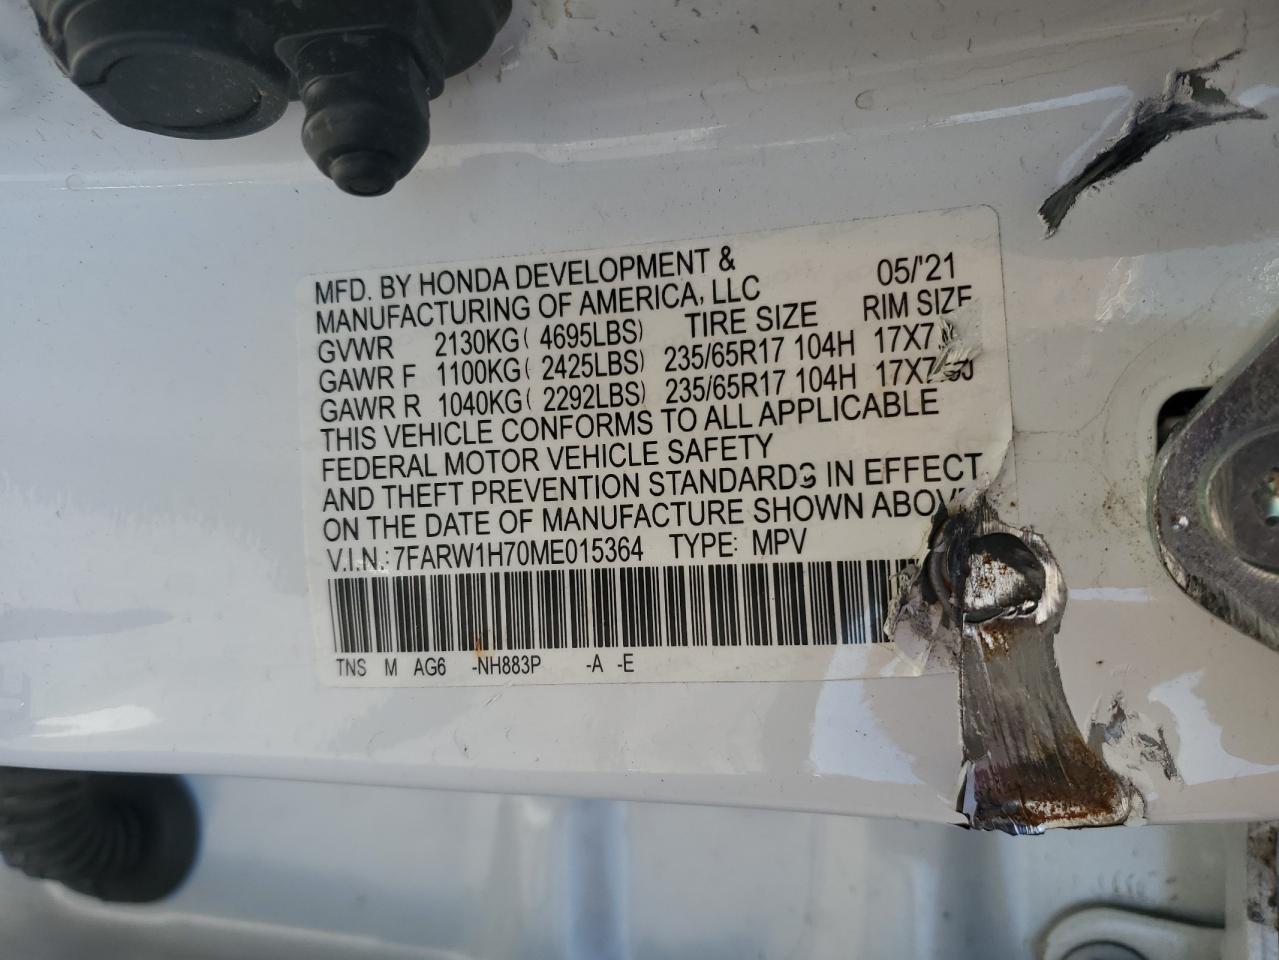 MFD. BY HONDA DEVELOPMENT & 05/'21
MANUFACTURING OF AMERICA, LLC
GVWR 2130KG( 4695LBS) TIRE SIZE RIM SIZE
GAWR F 1100KG( 2425LBS) 235/65R17 104H
GAWR R 1040KG( 2292LBS) 235/65R17 104H
THIS VEHICLE CONFORMS TO ALL APPLICABLE
FEDERAL MOTOR VEHICLE SAFETY
AND THEFT PREVENTION STANDARDS IN EFFECT
ON THE DATE OF MANUFACTURE SHOWN ABOVE
V.I.N.: 7FARW1H70ME015364 TYPE: MPV
TNS M AG6 -NH883P -A -E